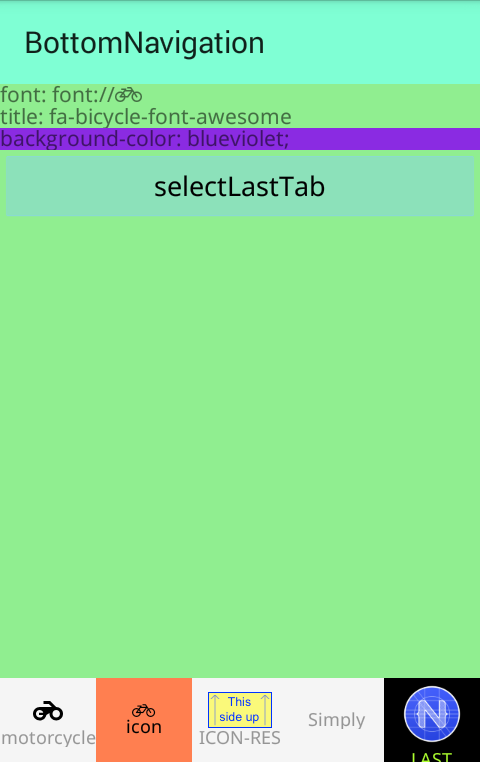 BottomNavigation
font: font://
title: fa-bicycle-font-awesome
background-color: blueviolet;
selectLastTab
motorcycle
icon
This
side up
ICON-RES
Simply
N
LAST